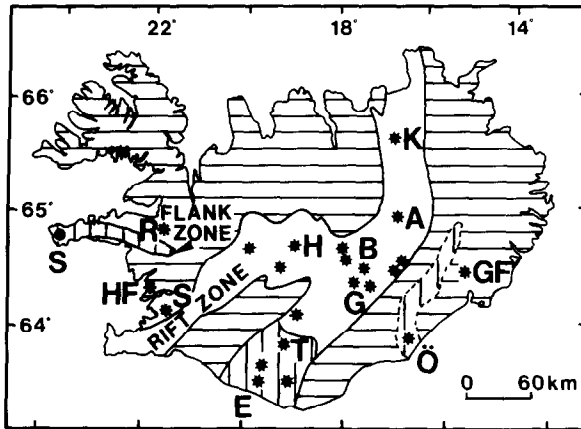 22° 18° 14°
66
65
64
K
A
FLANK ZONE
R
S
H
B
GF
HF
S
G
RIFT ZONE
T
Ö
E
0 60km